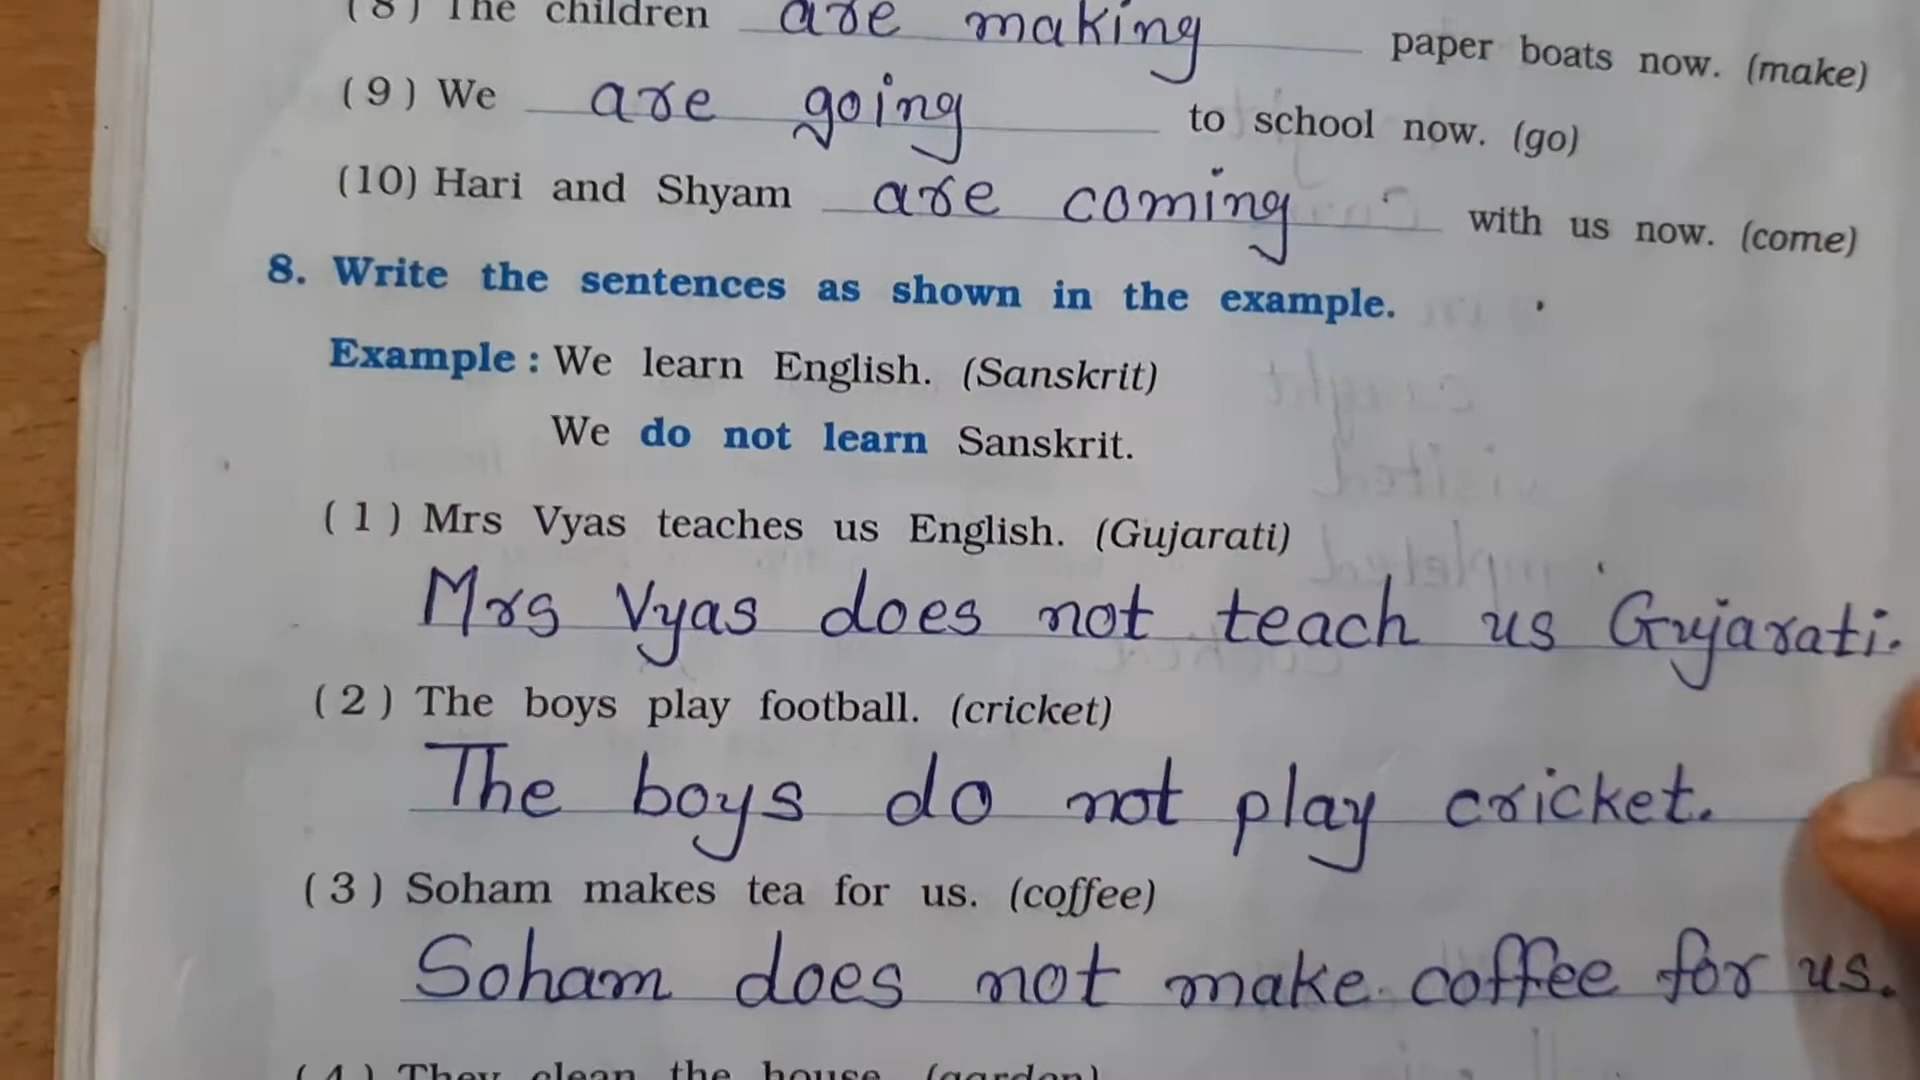 (8) The children are making paper boats now. (make)
(9) We are going to school now. (go)
(10) Hari and Shyam are coming with us now. (come)
8. Write the sentences as shown in the example.
Example : We learn English. (Sanskrit)
We do not learn Sanskrit.
(1) Mrs Vyas teaches us English. (Gujarati)
Mrs Vyas does not teach us Gujarati.
(2) The boys play football. (cricket)
The boys do not play cricket.
(3) Soham makes tea for us. (coffee)
Soham does not make coffee for us.
(4) They clean the house. (garden)